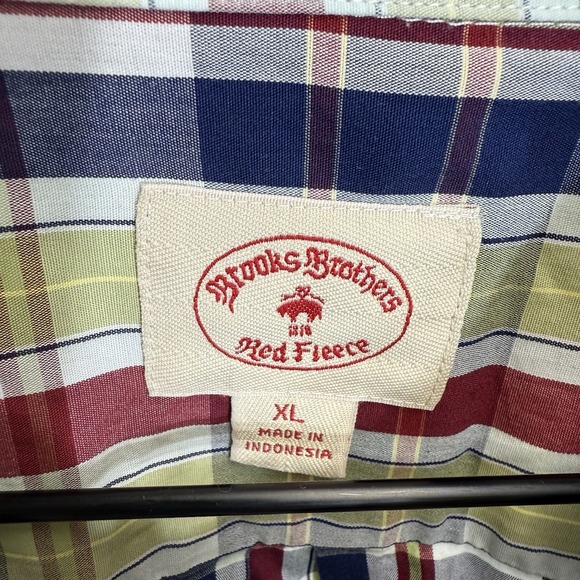 Brooks Brothers
1818
Red Fleece
XL
MADE IN
INDONESIA